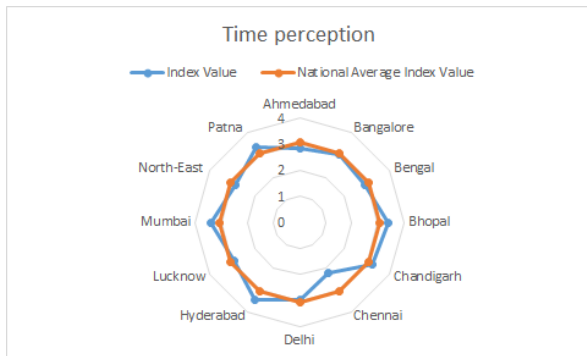 Time perception
Index Value National Average Index Value
Ahmedabad
Patna 4 Bangalore
3
North-East 2 Bengal
1
Mumbai 0 Bhopal
Lucknow Chandigarh
Hyderabad Chennai
Delhi